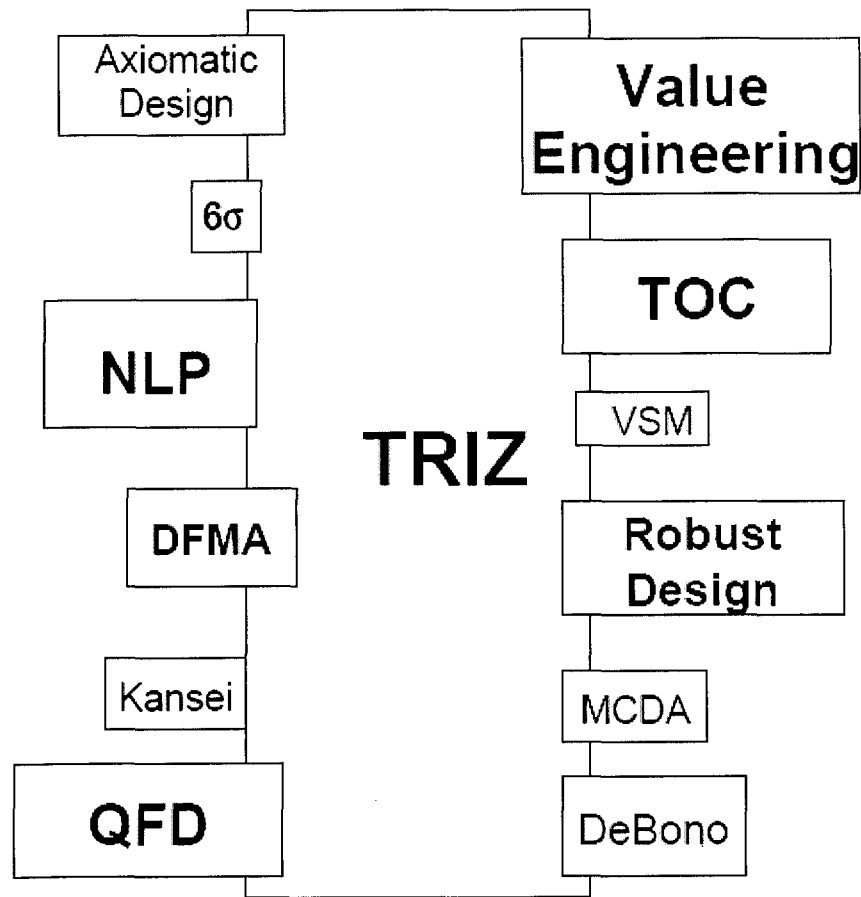 Axiomatic
Design
6σ
NLP
DFMA
Kansei
QFD
TRIZ
Value
Engineering
TOC
VSM
Robust
Design
MCDA
DeBono